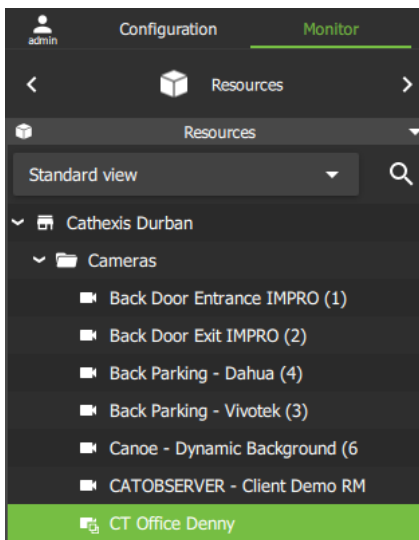 admin
Configuration
Monitor
Resources
Resources
Standard view
Cathexis Durban
Cameras
Back Door Entrance IMPRO (1)
Back Door Exit IMPRO (2)
Back Parking - Dahua (4)
Back Parking - Vivotek (3)
Canoe - Dynamic Background (6
CATOBSERVER - Client Demo RM
CT Office Denny